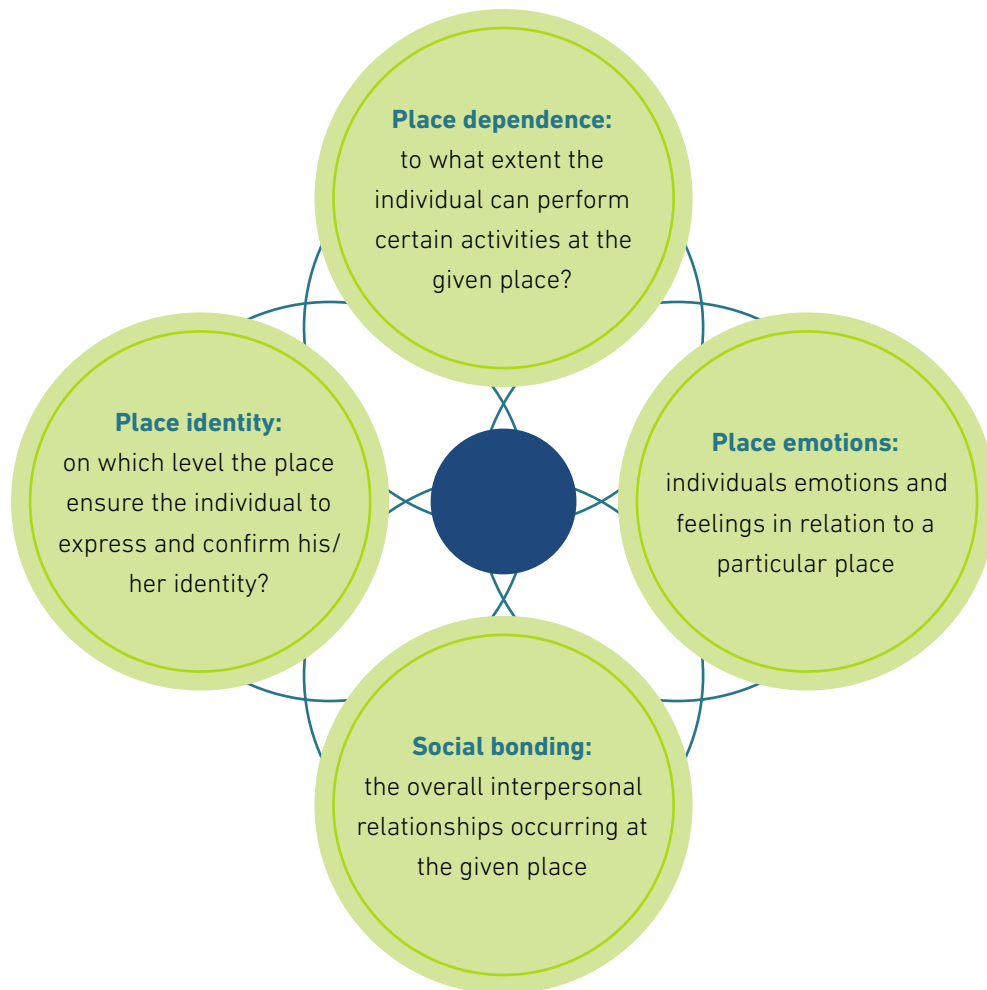 Place dependence:
to what extent the
individual can perform
certain activities at the
given place?
Place identity:
on which level the place
ensure the individual to
express and confirm his/
her identity?
Place emotions:
individuals emotions and
feelings in relation to a
particular place
Social bonding:
the overall interpersonal
relationships occurring at
the given place